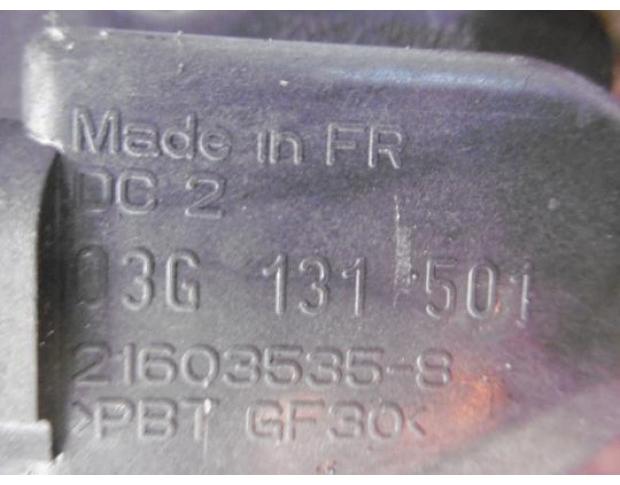 Made in FR
DC 2
03G 131 501
21603535-8
>PBT GF30<